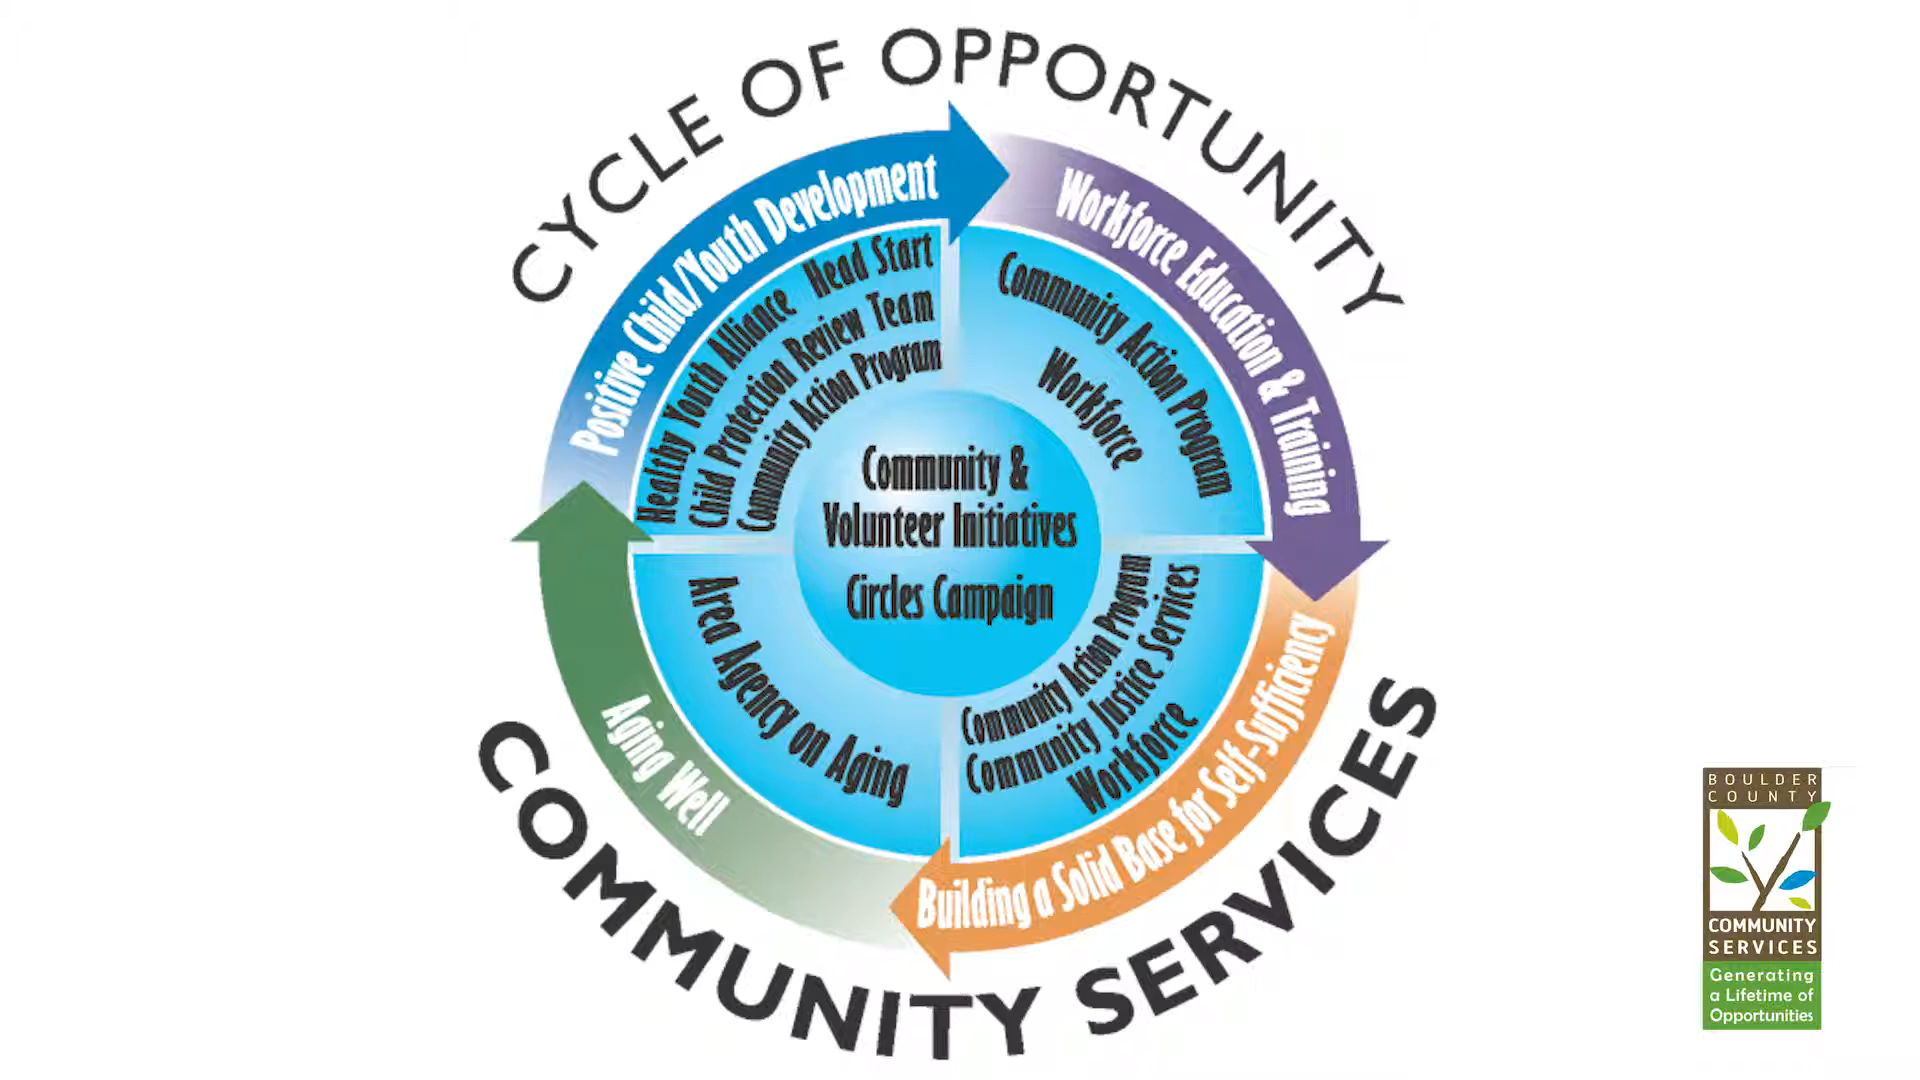 CYCLE OF OPPORTUNITY
Positive Child/Youth Development
Head Start
Healthy Youth Alliance
Child Protection Review Team
Community Action Program
Workforce Education & Training
Community Action Program
Workforce
Community &
Volunteer Initiatives
Circles Campaign
Building a Solid Base for Self-Sufficiency
Community Action Program
Community Justice Services
Workforce
Aging Well
Area Agency on Aging
COMMUNITY SERVICES
BOULDER
COUNTY
COMMUNITY
SERVICES
Generating
a Lifetime of
Opportunities